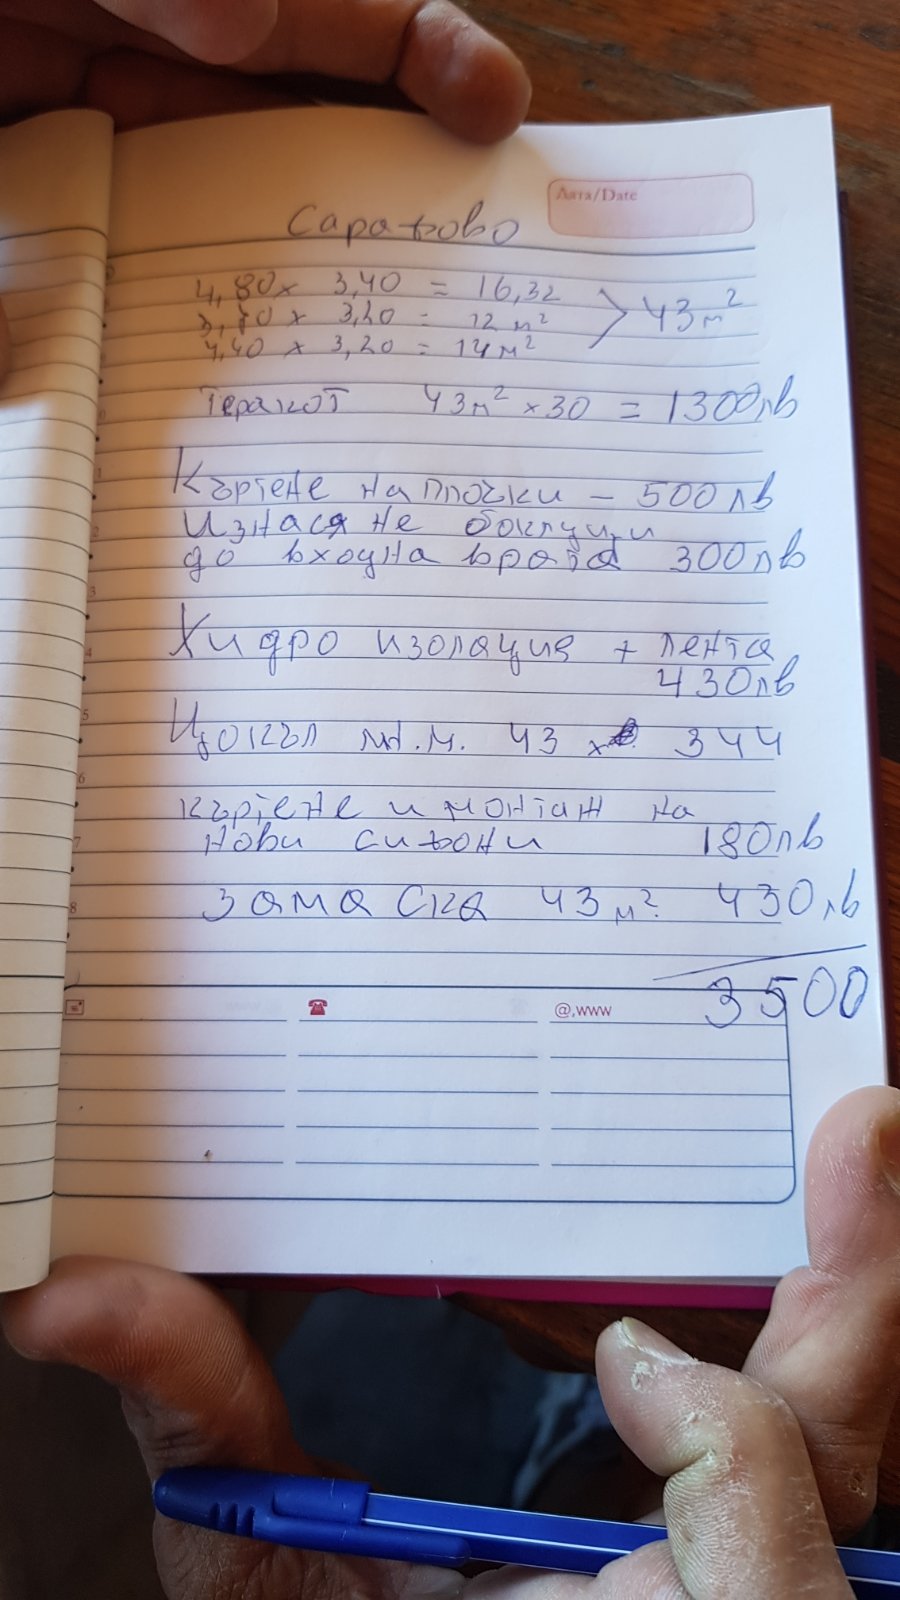 Дата/Date
Сарафово
4,80 x 3,40 = 16,32
3,70 x 3,20 = 12 м²
4,40 x 3,20 = 14 м²
> 43 м²
Теракот 43 м² x 30 = 1300 лв
Къртене на плочки – 500 лв
Изнасяне боклуци
до входна врата 300 лв
Хидро изолация + лента
430 лв
Цокъл м.м. 43 x 344
къртене и монтаж на
нови сифони 180 лв
Замаска 43 м² 430 лв
3500
@,www